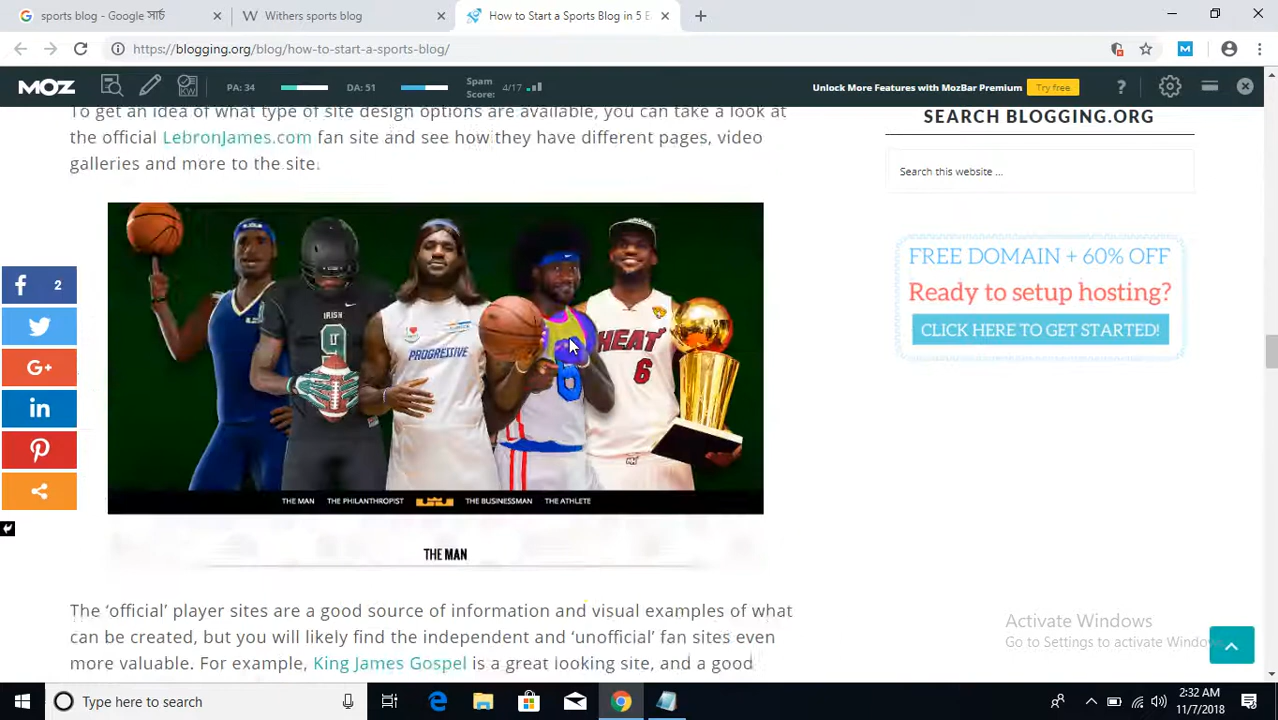 sports blog - Google সার্চ
Withers sports blog
How to Start a Sports Blog in 5 E
https://blogging.org/blog/how-to-start-a-sports-blog/
MOZ
PA: 34
DA: 51
Spam Score: 4/17
Unlock More Features with MozBar Premium
Try free
To get an idea of what type of site design options are available, you can take a look at
the official LebronJames.com fan site and see how they have different pages, video
galleries and more to the site.
SEARCH BLOGGING.ORG
Search this website ...
FREE DOMAIN + 60% OFF
Ready to setup hosting?
CLICK HERE TO GET STARTED!
2
IRISH
PROGRESSIVE
HEAT
6
THE MAN
THE PHILANTHROPIST
THE BUSINESSMAN
THE ATHLETE
THE MAN
The ‘official’ player sites are a good source of information and visual examples of what
can be created, but you will likely find the independent and ‘unofficial’ fan sites even
more valuable. For example, King James Gospel is a great looking site, and a good
Activate Windows
Go to Settings to activate Windows
Type here to search
2:32 AM
11/7/2018